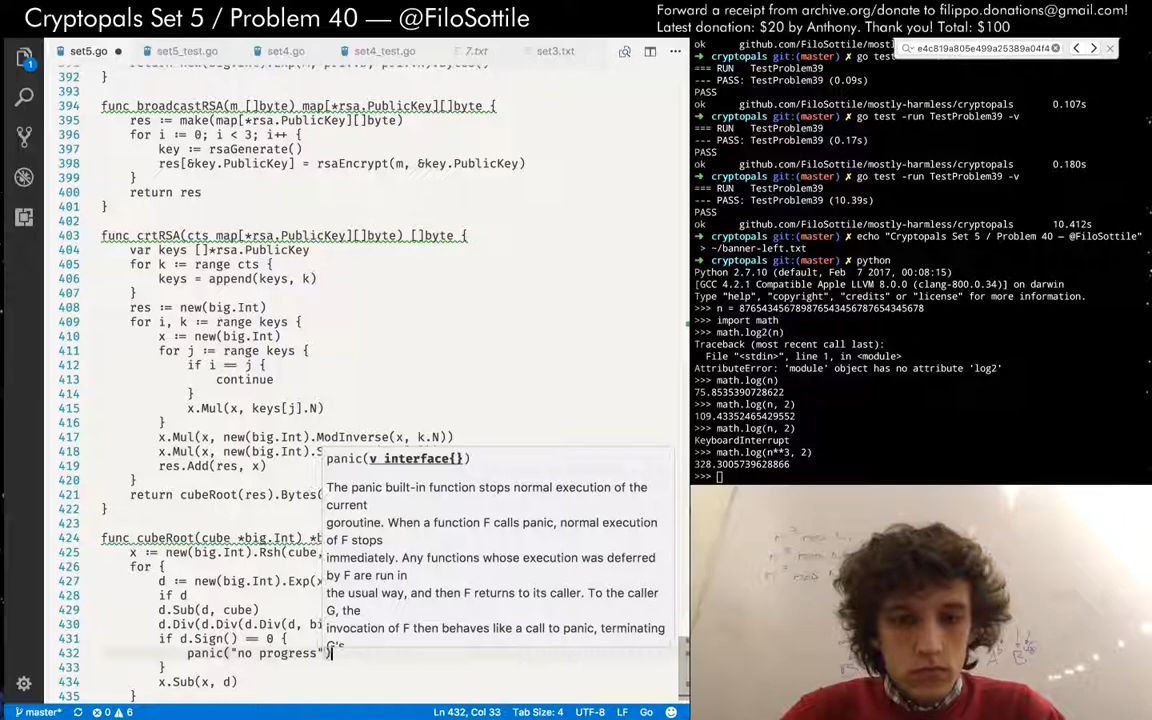 Cryptopals Set 5 / Problem 40 — @FiloSottile
Forward a receipt from archive.org/donate to filippo.donations@gmail.com!
Latest donation: $20 by Anthony. Thank you! Total: $100
set5.go
set5_test.go
set4.go
set4_test.go
7.txt
set3.txt
392 }
393
394 func broadcastRSA(m []byte) map[*rsa.PublicKey][]byte {
395 res := make(map[*rsa.PublicKey][]byte)
396 for i := 0; i < 3; i++ {
397 key := rsaGenerate()
398 res[&key.PublicKey] = rsaEncrypt(m, &key.PublicKey)
399 }
400 return res
401 }
402
403 func crtRSA(cts map[*rsa.PublicKey][]byte) []byte {
404 var keys []*rsa.PublicKey
405 for k := range cts {
406 keys = append(keys, k)
407 }
408 res := new(big.Int)
409 for i, k := range keys {
410 x := new(big.Int)
411 for j := range keys {
412 if i == j {
413 continue
414 }
415 x.Mul(x, keys[j].N)
416 }
417 x.Mul(x, new(big.Int).ModInverse(x, k.N))
418 x.Mul(x, new(big.Int).S
419 res.Add(res, x)
420 }
421 return cubeRoot(res).Bytes(
422 }
423
424 func cubeRoot(cube *big.Int) *b
425 x := new(big.Int).Rsh(cube,
426 for {
427 d := new(big.Int).Exp(x
428 if d
429 d.Sub(d, cube)
430 d.Div(d.Div(d.Div(d, bi
431 if d.Sign() == 0 {
432 panic("no progress")
433 }
434 x.Sub(x, d)
435 }
panic(v interface{})
The panic built-in function stops normal execution of the
current
goroutine. When a function F calls panic, normal execution
of F stops
immediately. Any functions whose execution was deferred
by F are run in
the usual way, and then F returns to its caller. To the caller
G, the
invocation of F then behaves like a call to panic, terminating
G's
master*
0 6
Ln 432, Col 33
Tab Size: 4
UTF-8
LF
Go
e4c819a805e499a25389a04f4
ok github.com/FiloSottile/mostly
→ cryptopals git:(master) ✗ go test
=== RUN TestProblem39
--- PASS: TestProblem39 (0.09s)
PASS
ok github.com/FiloSottile/mostly-harmless/cryptopals 0.107s
→ cryptopals git:(master) ✗ go test -run TestProblem39 -v
=== RUN TestProblem39
--- PASS: TestProblem39 (0.17s)
PASS
ok github.com/FiloSottile/mostly-harmless/cryptopals 0.180s
→ cryptopals git:(master) ✗ go test -run TestProblem39 -v
=== RUN TestProblem39
--- PASS: TestProblem39 (10.39s)
PASS
ok github.com/FiloSottile/mostly-harmless/cryptopals 10.412s
→ cryptopals git:(master) ✗ echo "Cryptopals Set 5 / Problem 40 — @FiloSottile"
> ~/banner-left.txt
→ cryptopals git:(master) ✗ python
Python 2.7.10 (default, Feb 7 2017, 00:08:15)
[GCC 4.2.1 Compatible Apple LLVM 8.0.0 (clang-800.0.34)] on darwin
Type "help", "copyright", "credits" or "license" for more information.
>>> n = 876543456789876543456787654345678
>>> import math
>>> math.log2(n)
Traceback (most recent call last):
File "<stdin>", line 1, in <module>
AttributeError: 'module' object has no attribute 'log2'
>>> math.log(n)
75.8535390728622
>>> math.log(n, 2)
109.43352465429552
>>> math.log(n, 2)
KeyboardInterrupt
>>> math.log(n**3, 2)
328.3005739628866
>>>